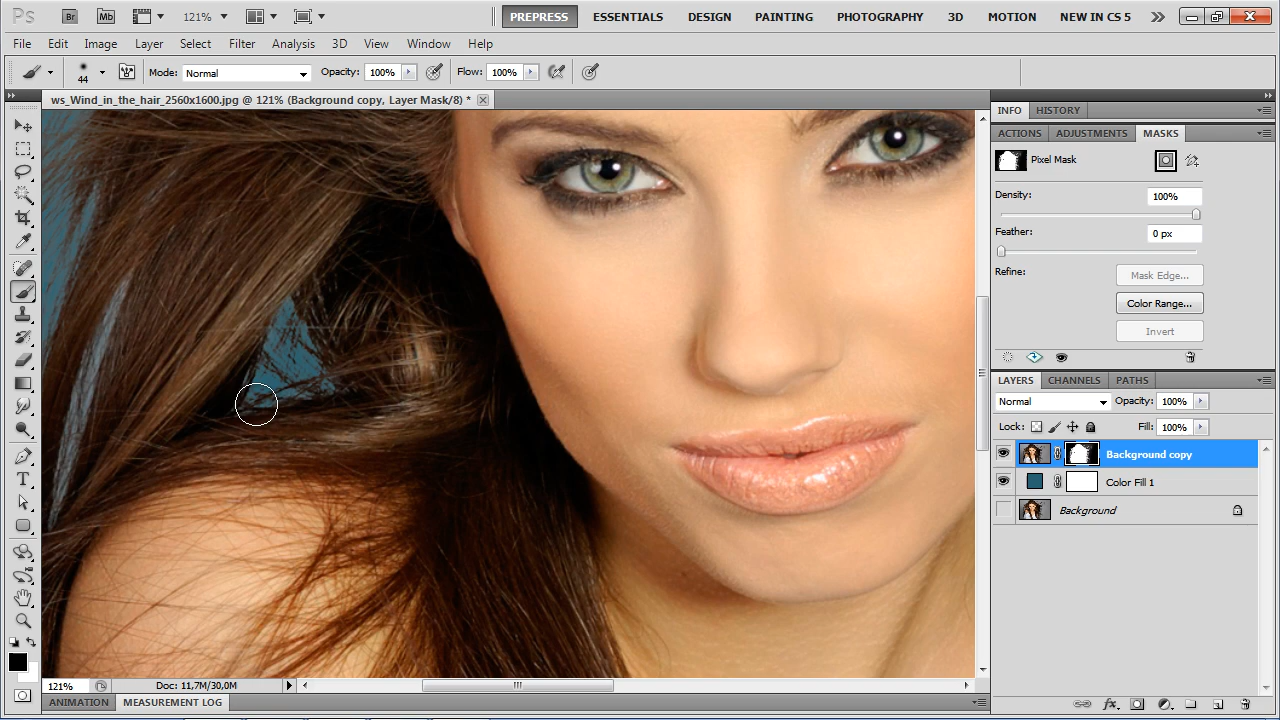 Ps Br Mb 121% PREPRESS ESSENTIALS DESIGN PAINTING PHOTOGRAPHY 3D MOTION NEW IN CS 5
File Edit Image Layer Select Filter Analysis 3D View Window Help
44 Mode: Normal Opacity: 100% Flow: 100%
ws_Wind_in_the_hair_2560x1600.jpg @ 121% (Background copy, Layer Mask/8) *
INFO HISTORY
ACTIONS ADJUSTMENTS MASKS
Pixel Mask
Density: 100%
Feather: 0 px
Refine: Mask Edge...
Color Range...
Invert
LAYERS CHANNELS PATHS
Normal Opacity: 100%
Lock: Fill: 100%
Background copy
Color Fill 1
Background
121% Doc: 11,7M/30,0M
ANIMATION MEASUREMENT LOG